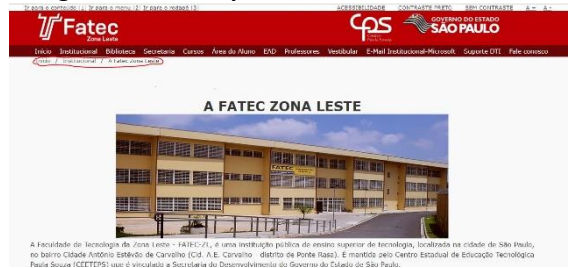 Ir para o conteúdo |1| Ir para o menu |2| Ir para o rodapé |3|
ACESSIBILIDADE CONTRASTE PRETO SEM CONTRASTE A + A -
Fatec
Zona Leste
CPS
GOVERNO DO ESTADO
SÃO PAULO
Início Institucional Biblioteca Secretaria Cursos Área do Aluno EAD Professores Vestibular E-Mail Institucional-Microsoft Suporte DTI Fale conosco
Início / Institucional / A Fatec Zona Leste
A FATEC ZONA LESTE
FATEC
A Faculdade de Tecnologia da Zona Leste - FATEC-ZL, é uma instituição pública de ensino superior de tecnologia, localizada na cidade de São Paulo,
no bairro Cidade Antônio Estêvão de Carvalho (Cid. A.E. Carvalho - distrito de Ponte Rasa). É mantida pelo Centro Estadual de Educação Tecnológica
Paula Souza (CEETEPS) que é vinculado a Secretaria do Desenvolvimento do Governo do Estado de São Paulo.